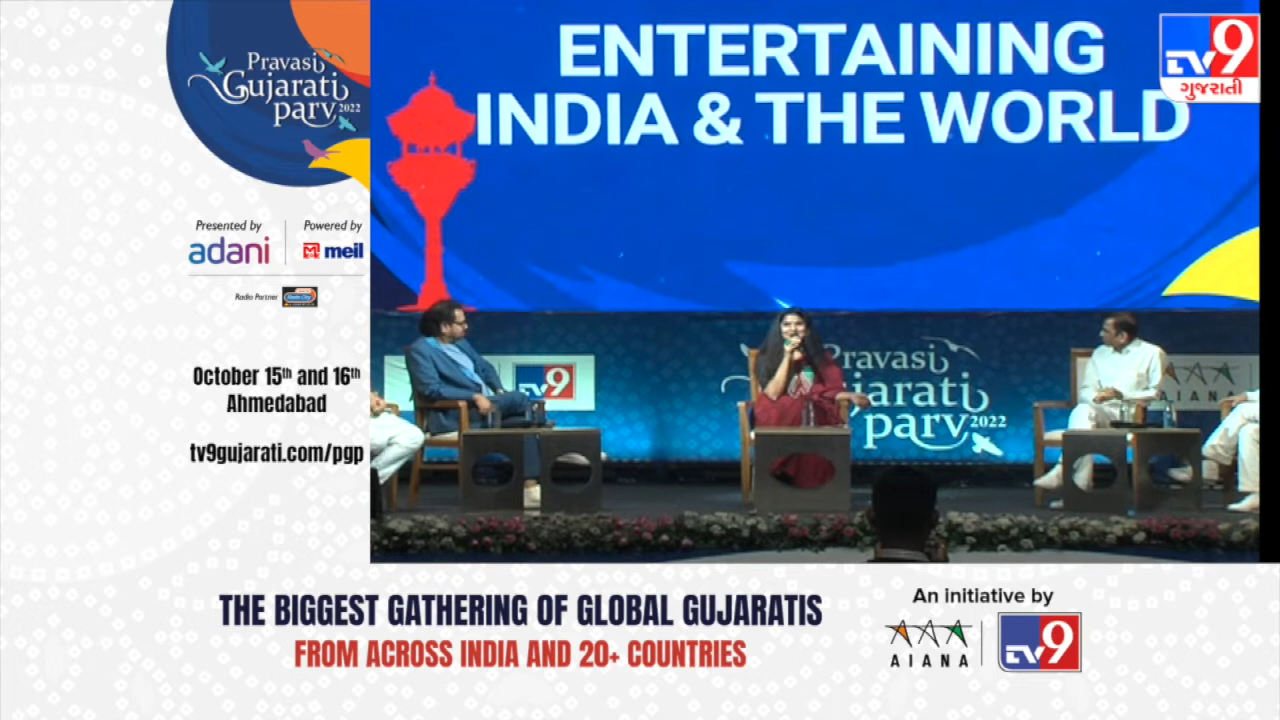 Pravasi
Gujarati
parv 2022
Presented by
adani
Powered by
meil
Radio Partner
Radio City
October 15th and 16th
Ahmedabad
tv9gujarati.com/pgp
ENTERTAINING
INDIA & THE WORLD
TV9
ગુજરાતી
TV9
Pravasi
Gujarati
parv 2022
AIANA
THE BIGGEST GATHERING OF GLOBAL GUJARATIS
FROM ACROSS INDIA AND 20+ COUNTRIES
An initiative by
AIANA
TV9